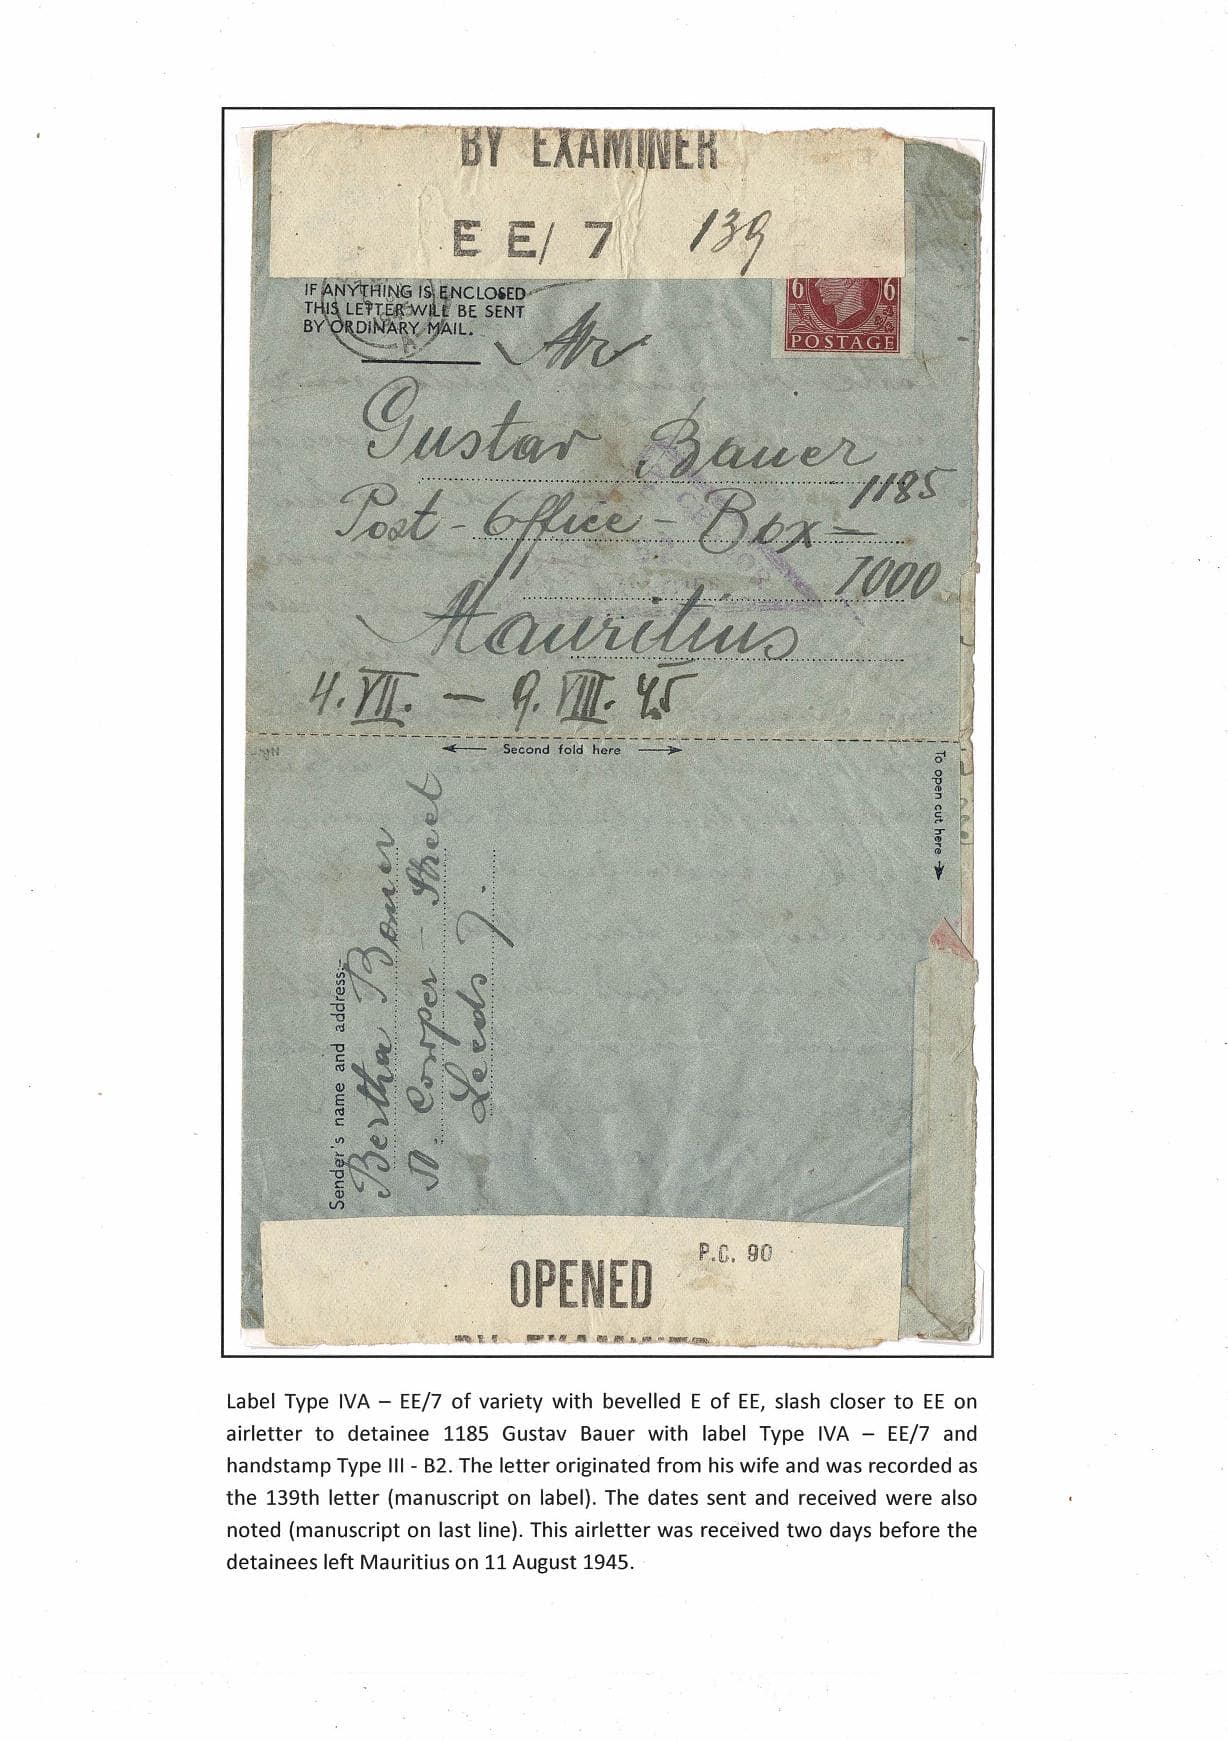 BY EXAMINER
E E/ 7 139
IF ANYTHING IS ENCLOSED
THIS LETTER WILL BE SENT
BY ORDINARY MAIL.
6 6
POSTAGE
Mr
Gustav Bauer
1185
Post-Office-Box-
7000
Mauritius
4. VII. — 9. VIII. 45
Second fold here
To open cut here
Sender's name and address:-
Bertha Bauer
Cowper-Street
Leeds 7.
P.C. 90
OPENED
BY EXAMINER
Label Type IVA – EE/7 of variety with bevelled E of EE, slash closer to EE on
airletter to detainee 1185 Gustav Bauer with label Type IVA – EE/7 and
handstamp Type III - B2. The letter originated from his wife and was recorded as
the 139th letter (manuscript on label). The dates sent and received were also
noted (manuscript on last line). This airletter was received two days before the
detainees left Mauritius on 11 August 1945.